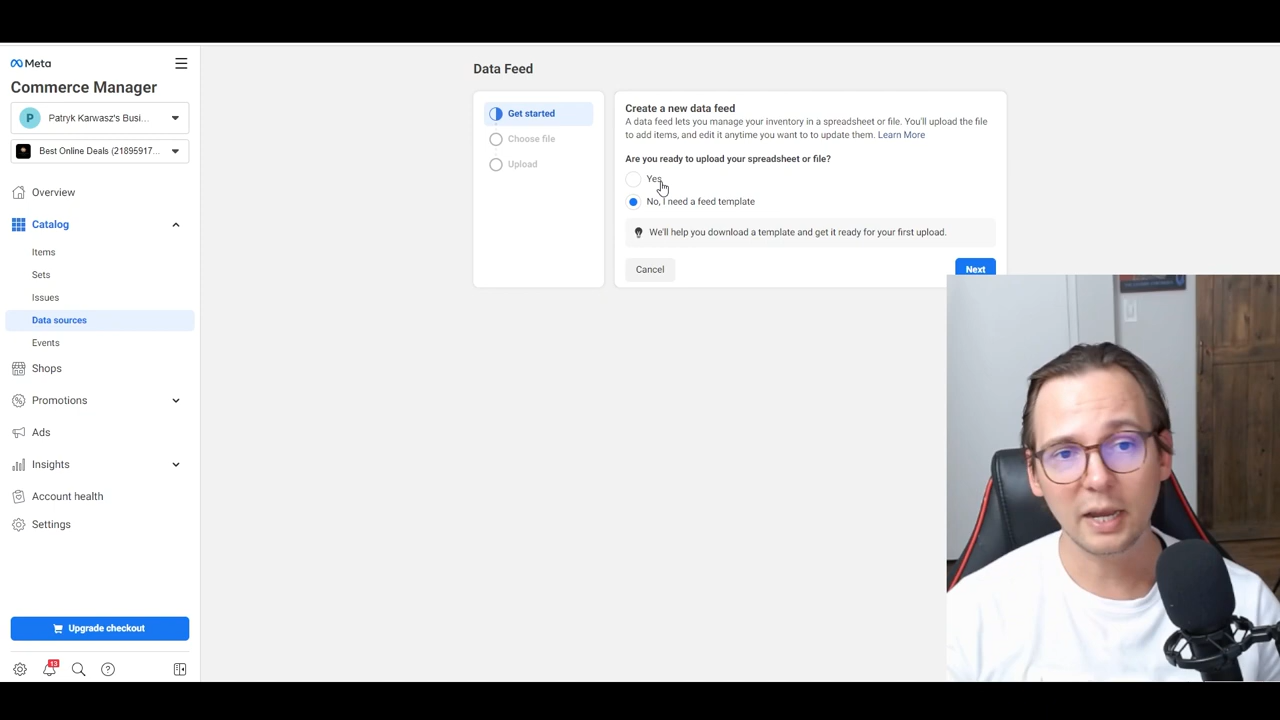 Meta
Commerce Manager
P Patryk Karwasz's Busi...
Best Online Deals (21895917...
Overview
Catalog
Items
Sets
Issues
Data sources
Events
Shops
Promotions
Ads
Insights
Account health
Settings
Upgrade checkout
13
Data Feed
Get started
Choose file
Upload
Create a new data feed
A data feed lets you manage your inventory in a spreadsheet or file. You'll upload the file
to add items, and edit it anytime you want to to update them. Learn More
Are you ready to upload your spreadsheet or file?
Yes
No, I need a feed template
We'll help you download a template and get it ready for your first upload.
Cancel
Next